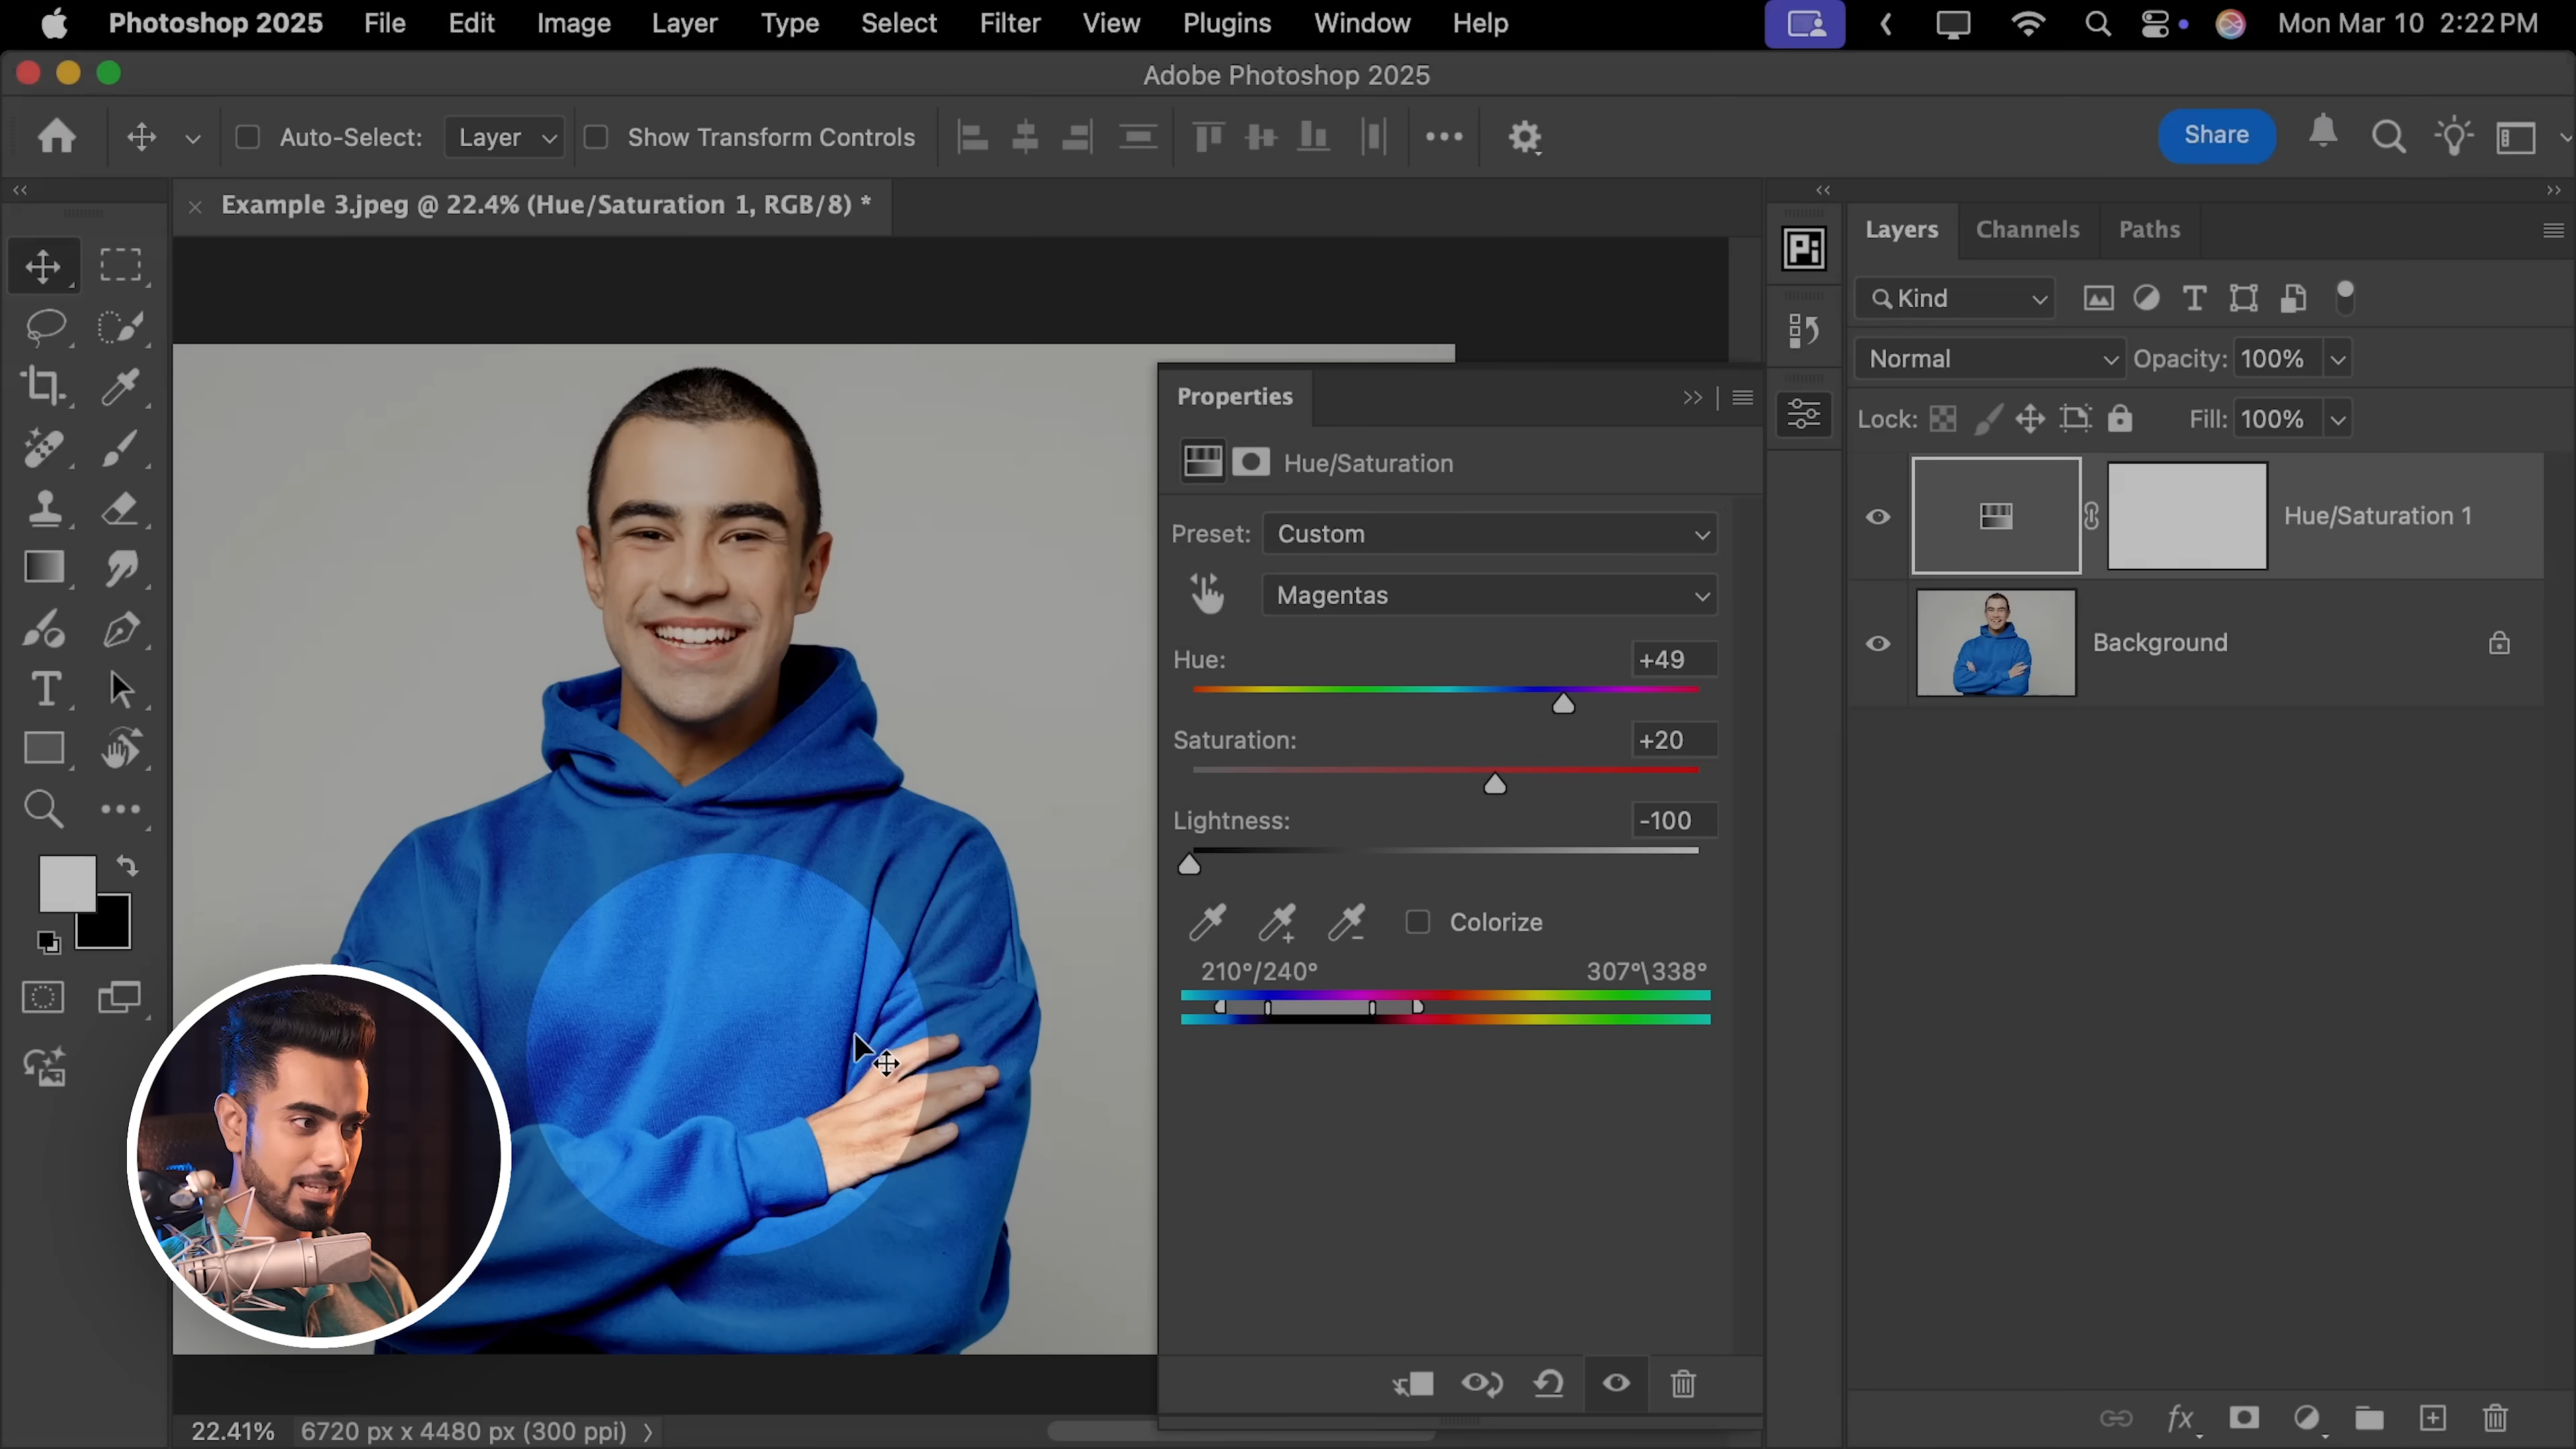 Photoshop 2025 File Edit Image Layer Type Select Filter View Plugins Window Help Mon Mar 10 2:22 PM
Adobe Photoshop 2025
Auto-Select: Layer Show Transform Controls Share
Example 3.jpeg @ 22.4% (Hue/Saturation 1, RGB/8) *
Layers Channels Paths
Pi
Kind
Normal Opacity: 100%
Lock: Fill: 100%
Hue/Saturation 1
Background
Properties
Hue/Saturation
Preset: Custom
Magentas
Hue: +49
Saturation: +20
Lightness: -100
Colorize
210°/240° 307°\338°
22.41% 6720 px x 4480 px (300 ppi)
fx